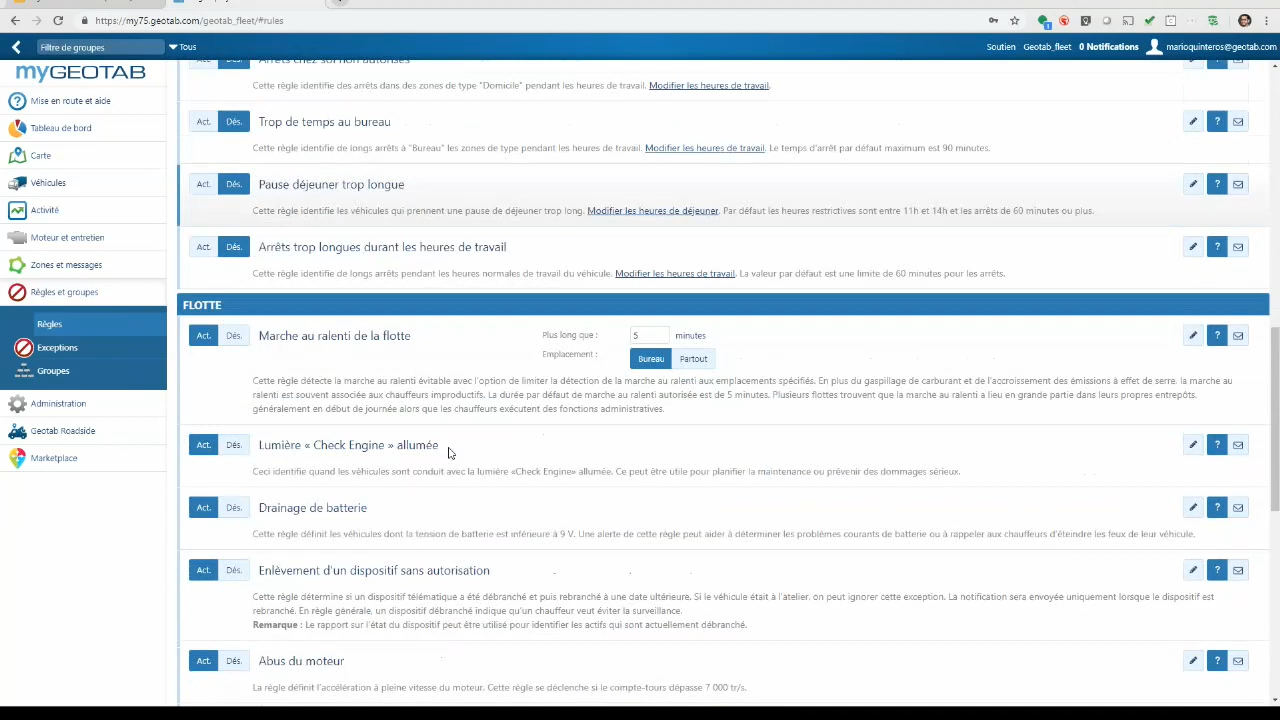 https://my75.geotab.com/geotab_fleet/#rules
Filtre de groupes
Tous
Soutien Geotab_fleet 0 Notifications marioquinteros@geotab.com
myGEOTAB
Mise en route et aide
Tableau de bord
Carte
Véhicules
Activité
Moteur et entretien
Zones et messages
Règles et groupes
Règles
Exceptions
Groupes
Administration
Geotab Roadside
Marketplace
Act. Dés. Arrêts chez soi non autorisés
Cette règle identifie des arrêts dans des zones de type "Domicile" pendant les heures de travail. Modifier les heures de travail.
Act. Dés. Trop de temps au bureau
Cette règle identifie de longs arrêts à "Bureau" les zones de type pendant les heures de travail. Modifier les heures de travail. Le temps d'arrêt par défaut maximum est 90 minutes.
Act. Dés. Pause déjeuner trop longue
Cette règle identifie les véhicules qui prennent une pause de déjeuner trop long. Modifier les heures de déjeuner. Par défaut les heures restrictives sont entre 11h et 14h et les arrêts de 60 minutes ou plus.
Act. Dés. Arrêts trop longues durant les heures de travail
Cette règle identifie de longs arrêts pendant les heures normales de travail du véhicule. Modifier les heures de travail. La valeur par défaut est une limite de 60 minutes pour les arrêts.
FLOTTE
Act. Dés. Marche au ralenti de la flotte Plus long que : 5 minutes
Emplacement : Bureau Partout
Cette règle détecte la marche au ralenti évitable avec l'option de limiter la détection de la marche au ralenti aux emplacements spécifiés. En plus du gaspillage de carburant et de l'accroissement des émissions à effet de serre, la marche au
ralenti est souvent associée aux chauffeurs improductifs. La durée par défaut de marche au ralenti autorisée est de 5 minutes. Plusieurs flottes trouvent que la marche au ralenti a lieu en grande partie dans leurs propres entrepôts,
généralement en début de journée alors que les chauffeurs exécutent des fonctions administratives.
Act. Dés. Lumière « Check Engine » allumée
Ceci identifie quand les véhicules sont conduit avec la lumière «Check Engine» allumée. Ce peut être utile pour planifier la maintenance ou prévenir des dommages sérieux.
Act. Dés. Drainage de batterie
Cette règle définit les véhicules dont la tension de batterie est inférieure à 9 V. Une alerte de cette règle peut aider à déterminer les problèmes courants de batterie ou à rappeler aux chauffeurs d'éteindre les feux de leur véhicule.
Act. Dés. Enlèvement d'un dispositif sans autorisation
Cette règle détermine si un dispositif télématique a été débranché et puis rebranché a une date ultérieure. Si le véhicule était à l'atelier, on peut ignorer cette exception. La notification sera envoyée uniquement lorsque le dispositif est
rebranché. En règle générale, un dispositif débranché indique qu'un chauffeur veut éviter la surveillance.
Remarque : Le rapport sur l'état du dispositif peut être utilisé pour identifier les actifs qui sont actuellement débranché.
Act. Dés. Abus du moteur
La règle définit l'accélération à pleine vitesse du moteur. Cette règle se déclenche si le compte-tours dépasse 7 000 tr/s.